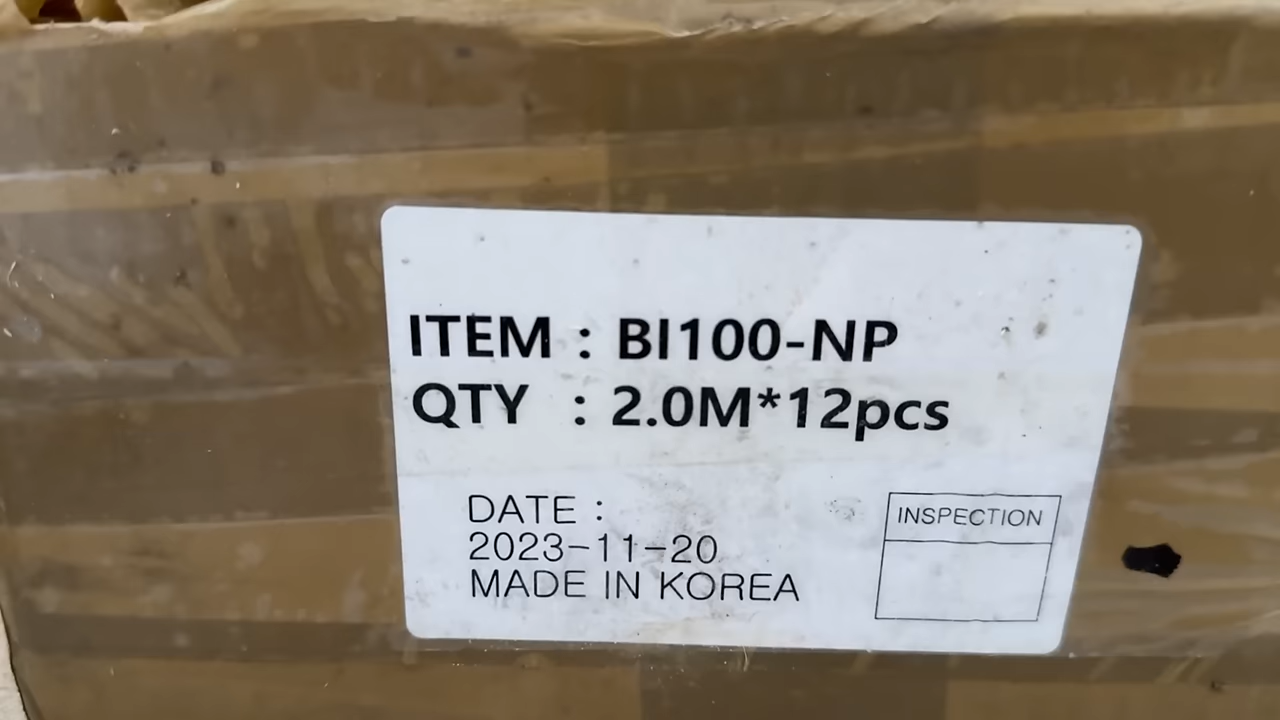 ITEM : BI100-NP
QTY : 2.0M*12pcs
DATE :
2023-11-20
MADE IN KOREA
INSPECTION